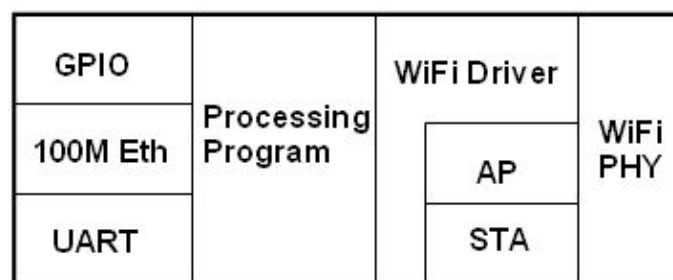 GPIO
100M Eth
UART
Processing
Program
WiFi Driver
AP
STA
WiFi
PHY